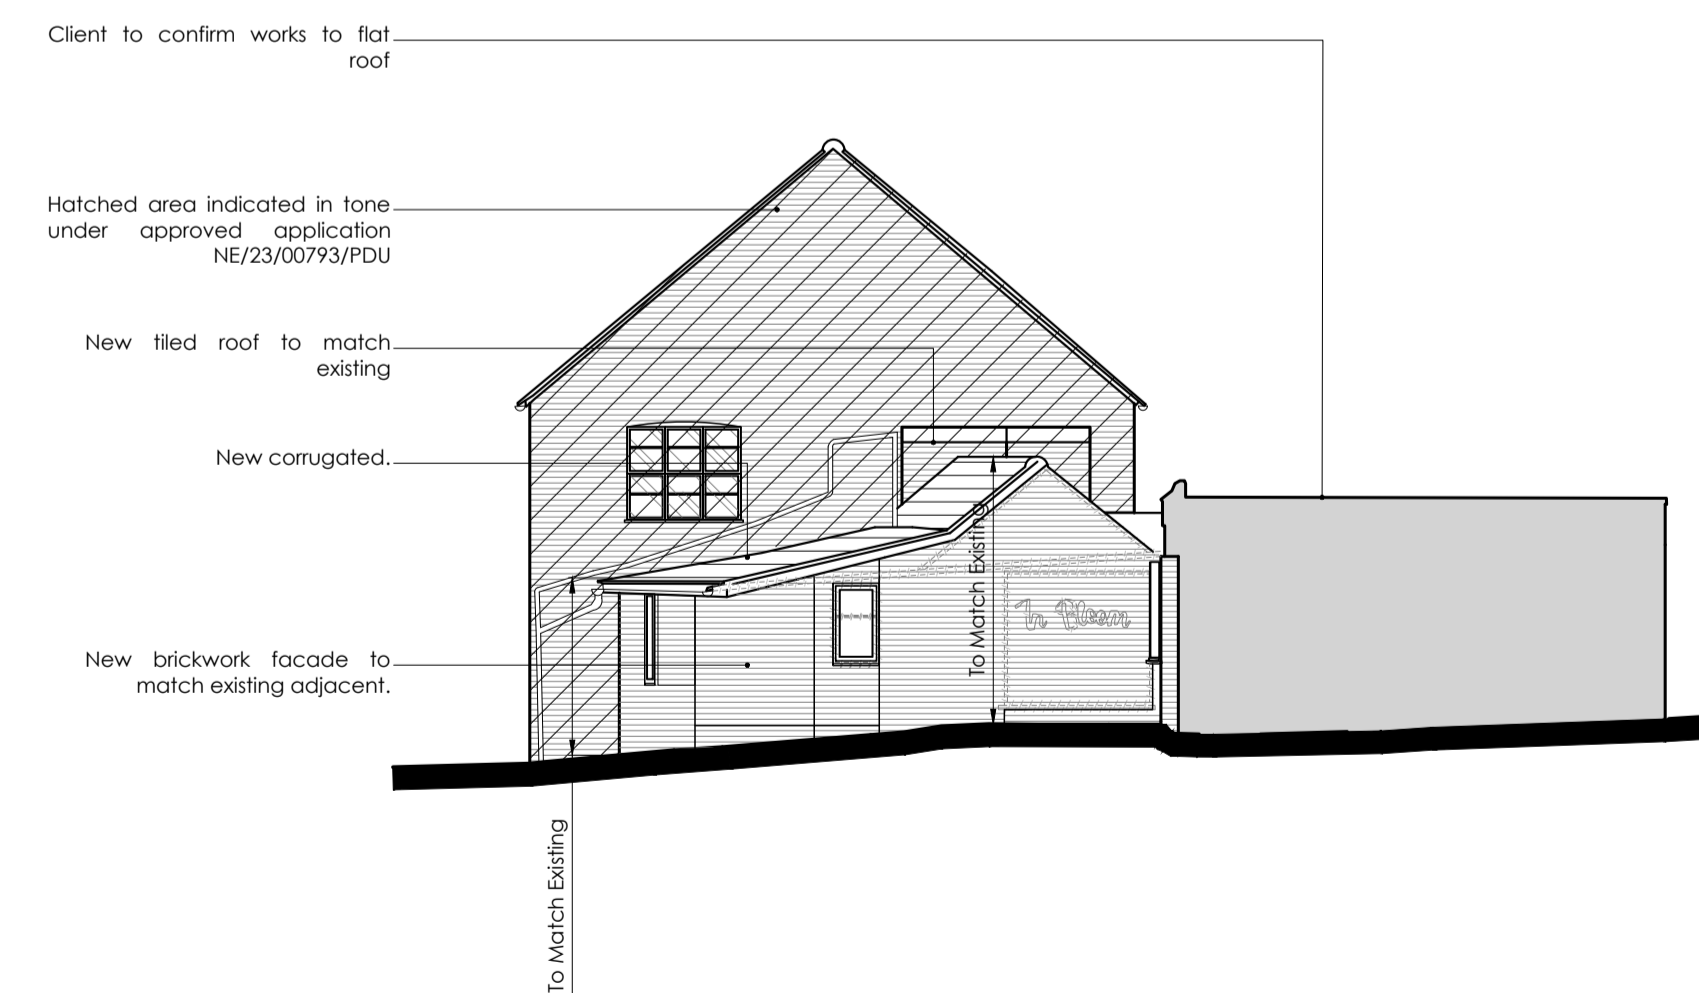 Client to confirm works to flat
roof
Hatched area indicated in tone
under approved application
NE/23/00793/PDU
New tiled roof to match
existing
New corrugated.
New brickwork facade to
match existing adjacent.
To Match Existing
In Bloom
To Match Existing